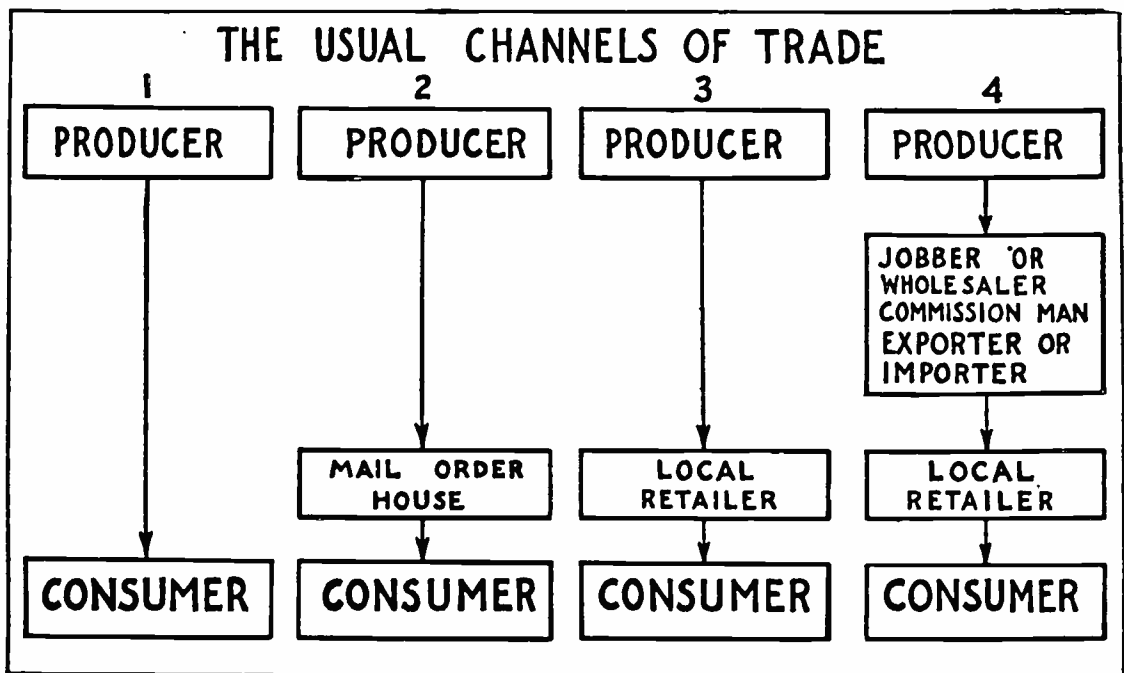 THE USUAL CHANNELS OF TRADE
1
PRODUCER
CONSUMER
2
PRODUCER
MAIL ORDER
HOUSE
CONSUMER
3
PRODUCER
LOCAL
RETAILER
CONSUMER
4
PRODUCER
JOBBER OR
WHOLESALER
COMMISSION MAN
EXPORTER OR
IMPORTER
LOCAL
RETAILER
CONSUMER